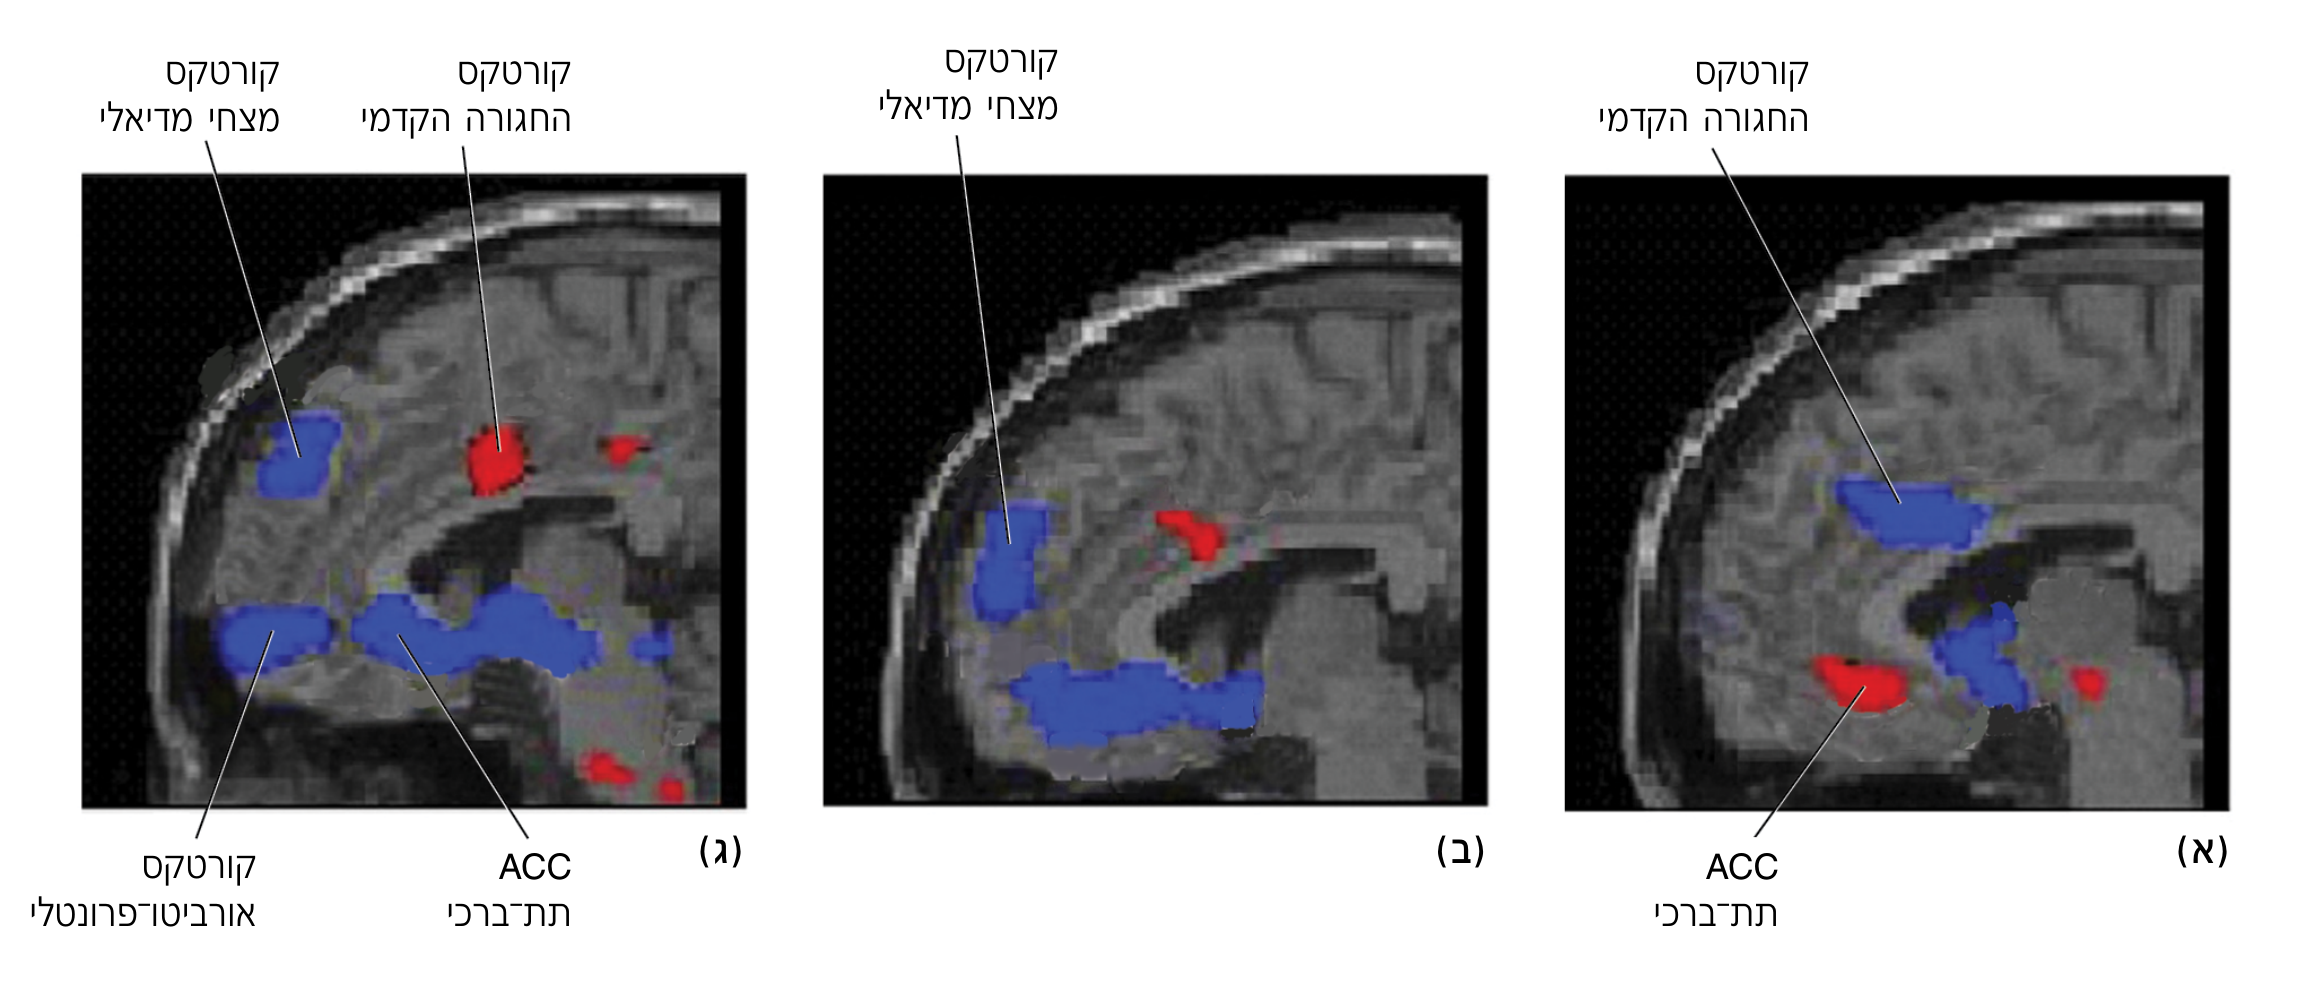 קורטקס
החגורה הקדמי
ACC
תת־ברכי
(א)
קורטקס
מצחי מדיאלי
(ב)
קורטקס
החגורה הקדמי
קורטקס
מצחי מדיאלי
ACC
תת־ברכי
קורטקס
אורביטו־פרונטלי
(ג)